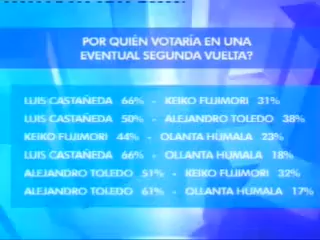 POR QUIÉN VOTARÍA EN UNA
EVENTUAL SEGUNDA VUELTA?
LUIS CASTAÑEDA 66% - KEIKO FUJIMORI 31%
LUIS CASTAÑEDA 50% - ALEJANDRO TOLEDO 38%
KEIKO FUJIMORI 44% - OLANTA HUMALA 23%
LUIS CASTAÑEDA 66% - OLLANTA HUMALA 18%
ALEJANDRO TOLEDO 51% - KEIKO FUJIMORI 32%
ALEJANDRO TOLEDO 61% - OLLANTA HUMALA 17%